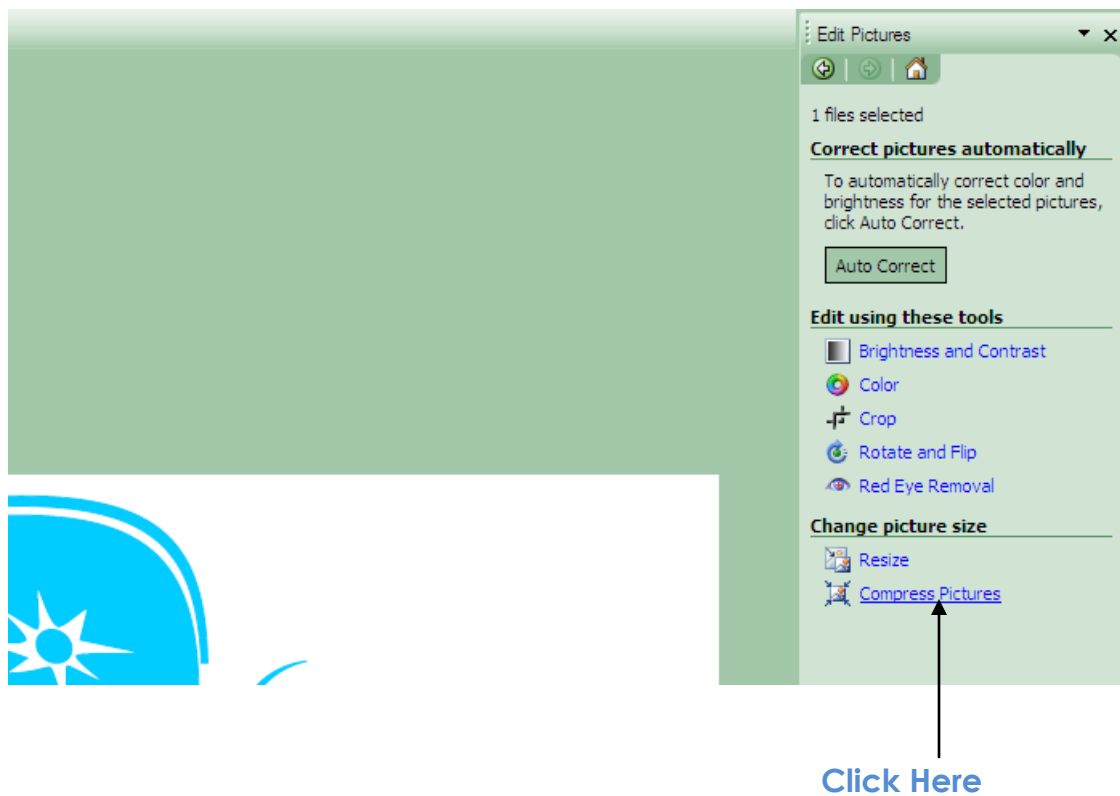 Edit Pictures
1 files selected
Correct pictures automatically
To automatically correct color and
brightness for the selected pictures,
click Auto Correct.
Auto Correct
Edit using these tools
Brightness and Contrast
Color
Crop
Rotate and Flip
Red Eye Removal
Change picture size
Resize
Compress Pictures
Click Here